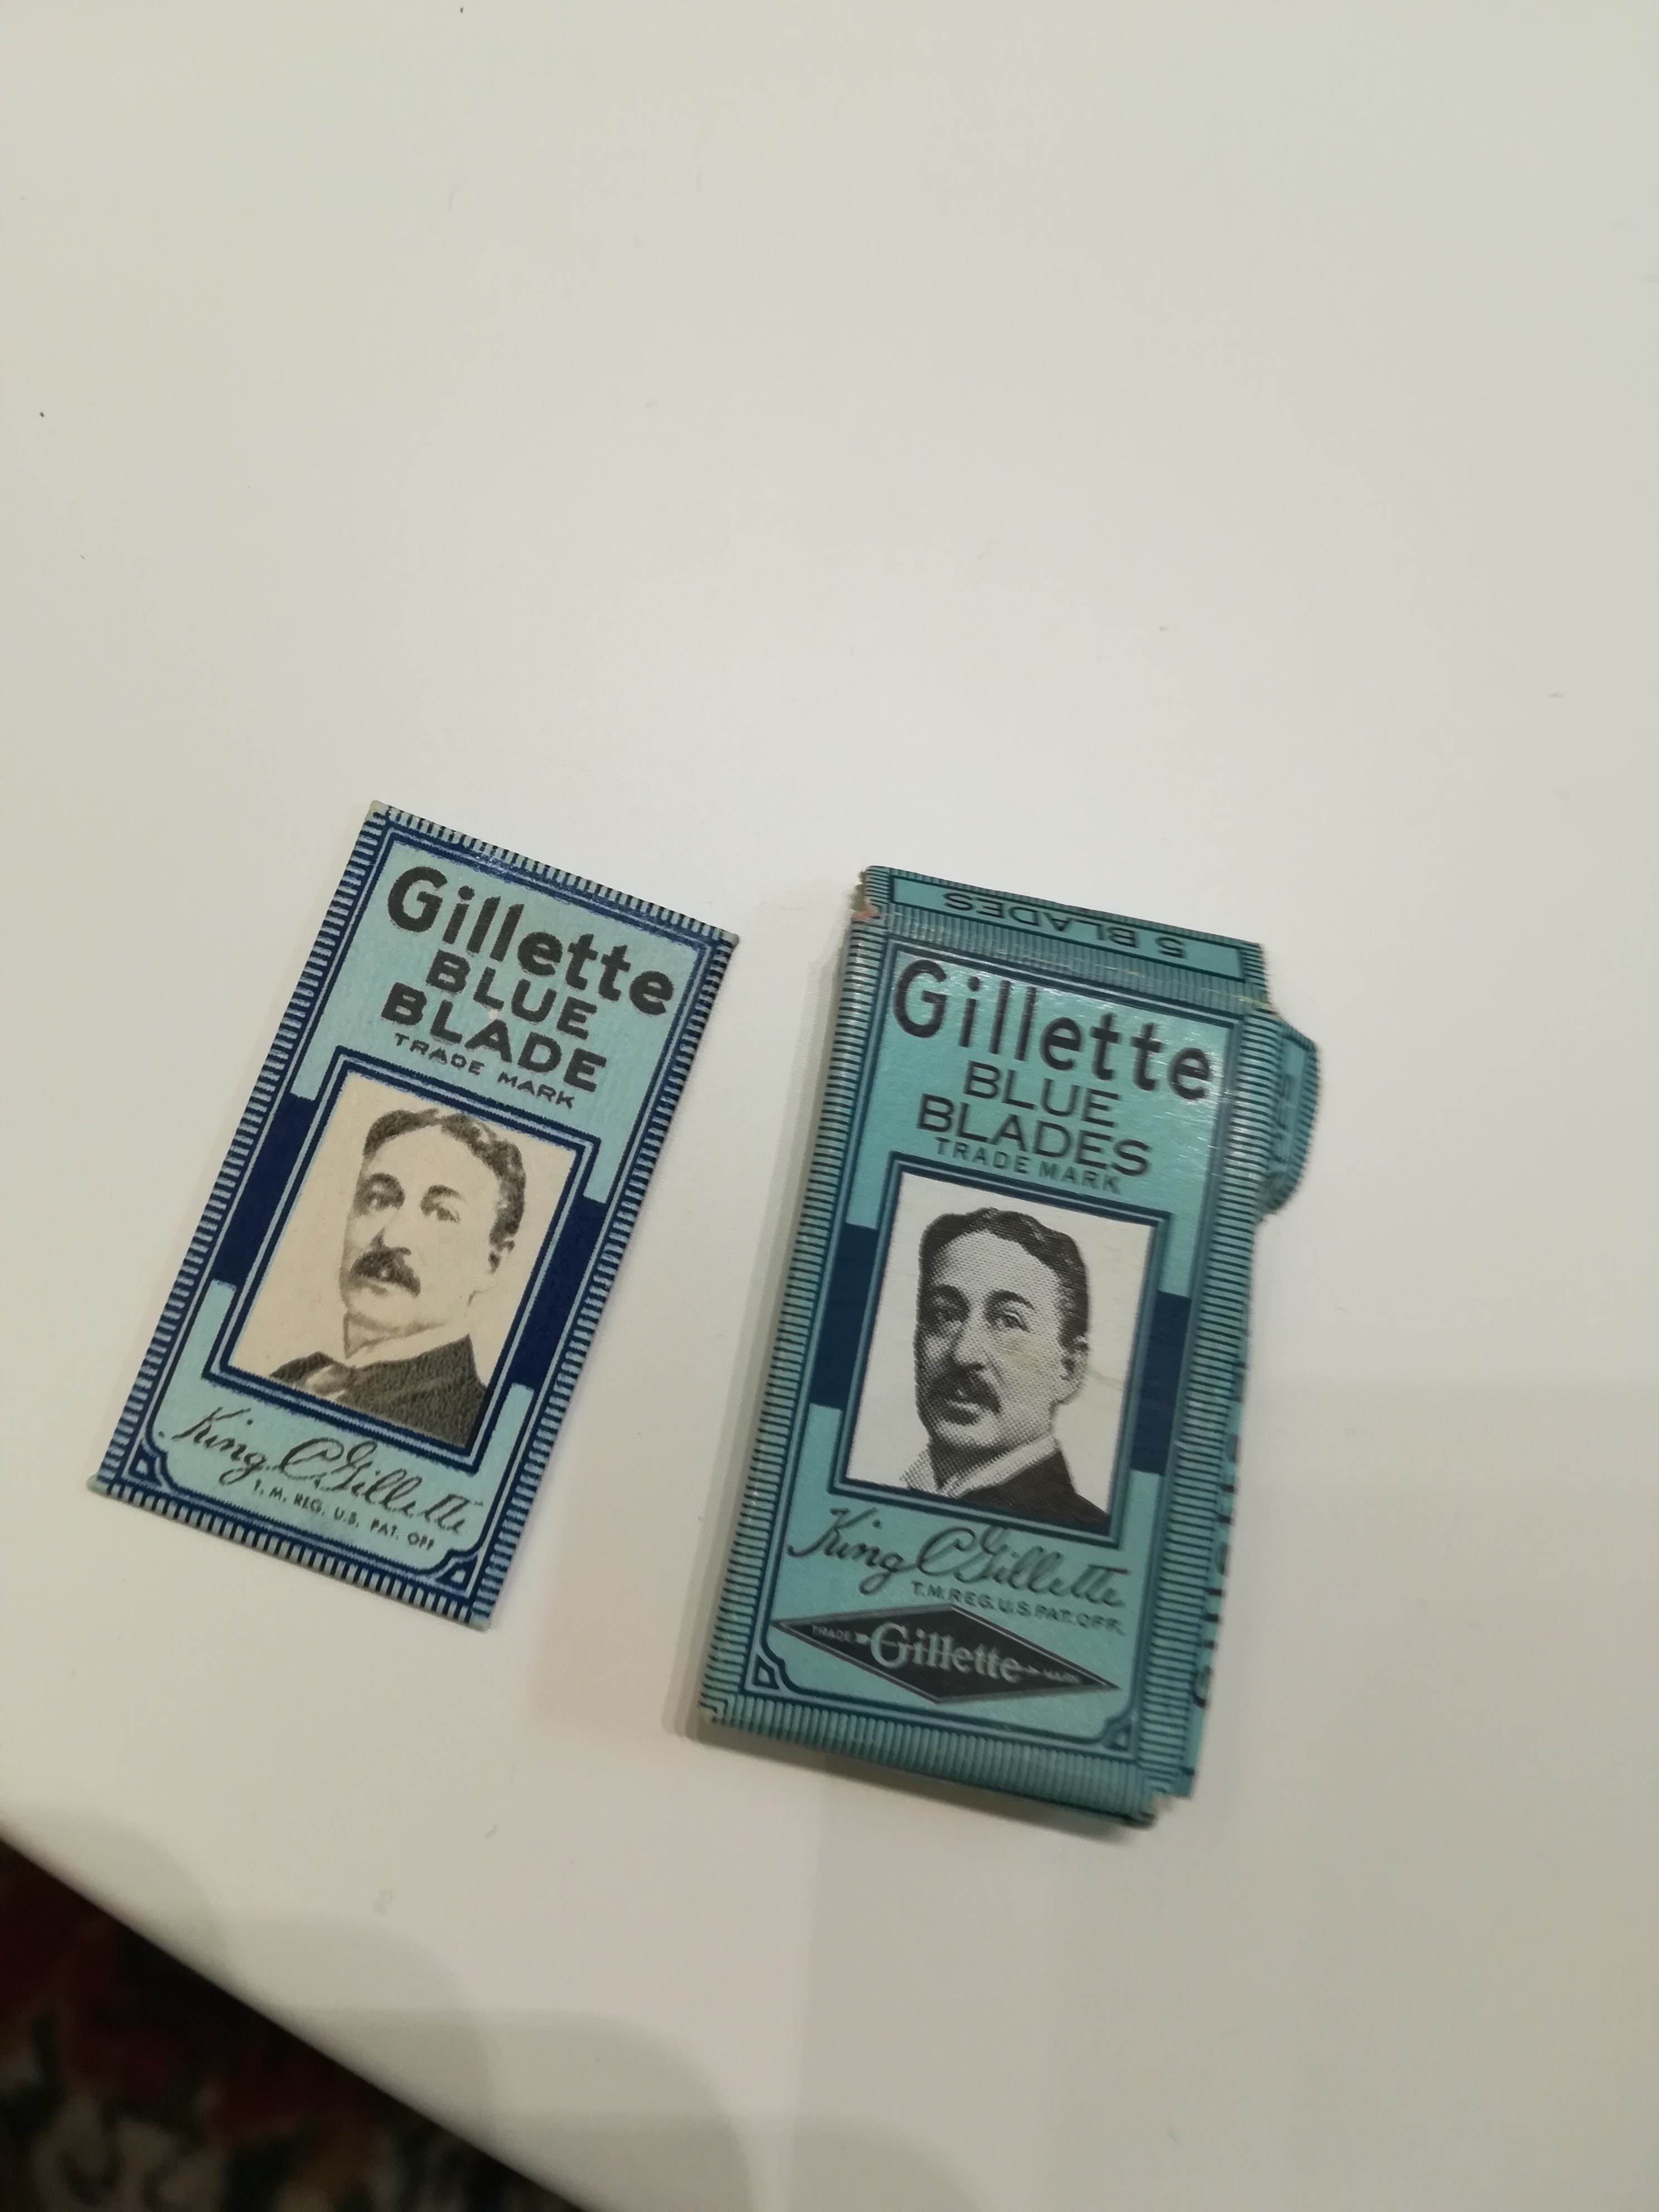 Gillette
BLUE
BLADE
TRADE MARK
King C Gillette
T. M. REG. U.S. PAT. OFF
5 BLADES
Gillette
BLUE
BLADES
TRADE MARK
King C Gillette
T.M.REG.U.S.PAT.OFF.
TRADE Gillette MARK